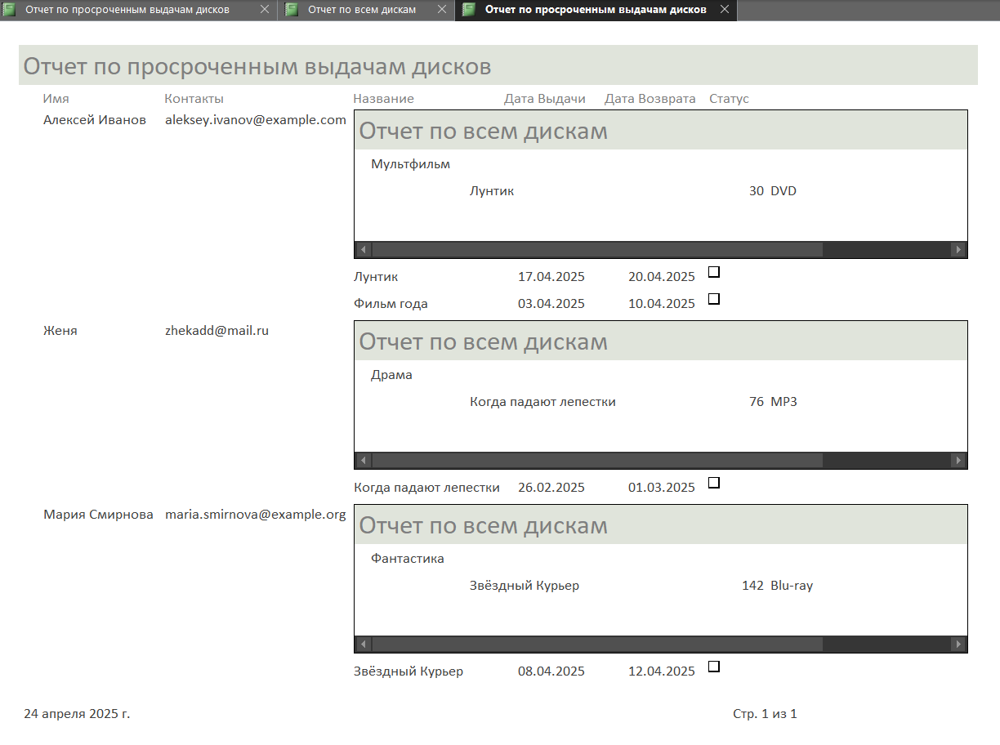 Отчет по просроченным выдачам дисков Отчет по всем дискам Отчет по просроченным выдачам дисков
Отчет по просроченным выдачам дисков
Имя Контакты Название Дата Выдачи Дата Возврата Статус
Алексей Иванов aleksey.ivanov@example.com
Отчет по всем дискам
Мультфильм
Лунтик 30 DVD
Лунтик 17.04.2025 20.04.2025
Фильм года 03.04.2025 10.04.2025
Женя zhekadd@mail.ru
Отчет по всем дискам
Драма
Когда падают лепестки 76 MP3
Когда падают лепестки 26.02.2025 01.03.2025
Мария Смирнова maria.smirnova@example.org
Отчет по всем дискам
Фантастика
Звёздный Курьер 142 Blu-ray
Звёздный Курьер 08.04.2025 12.04.2025
24 апреля 2025 г. Стр. 1 из 1